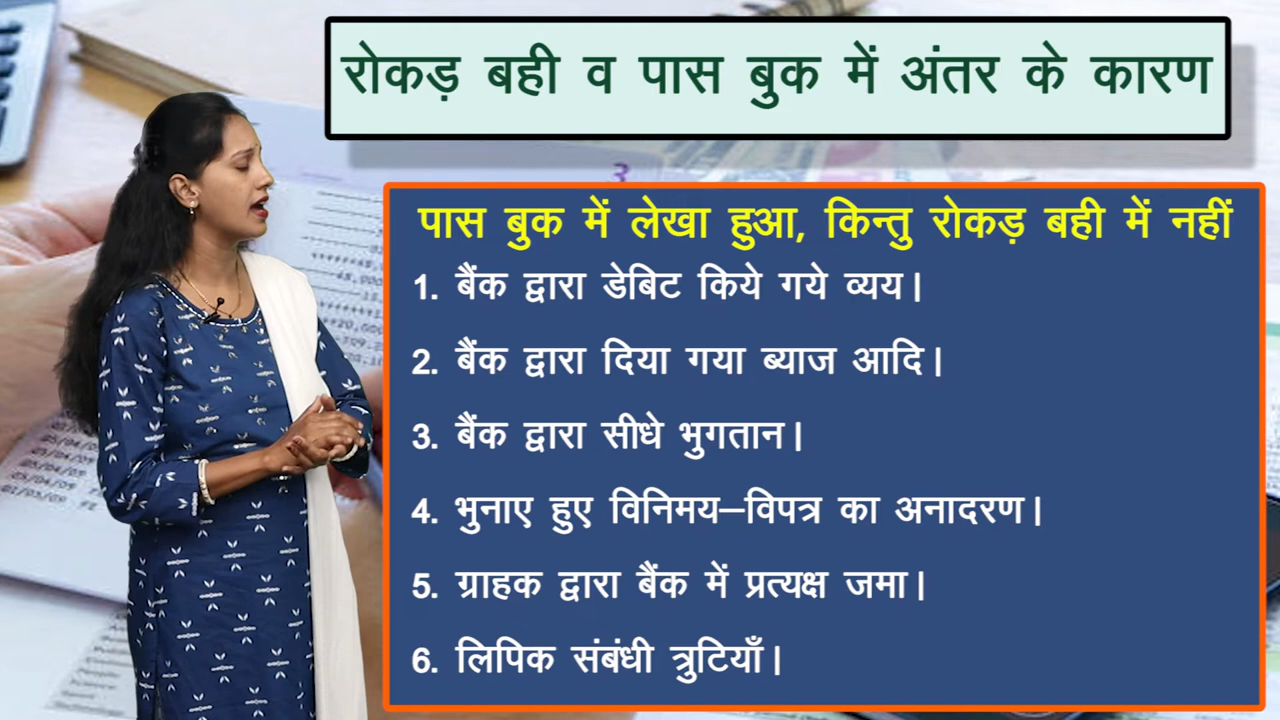 रोकड़ बही व पास बुक में अंतर के कारण
पास बुक में लेखा हुआ, किन्तु रोकड़ बही में नहीं
1. बैंक द्वारा डेबिट किये गये व्यय।
2. बैंक द्वारा दिया गया ब्याज आदि।
3. बैंक द्वारा सीधे भुगतान।
4. भुनाए हुए विनिमय–विपत्र का अनादरण।
5. ग्राहक द्वारा बैंक में प्रत्यक्ष जमा।
6. लिपिक संबंधी त्रुटियाँ।